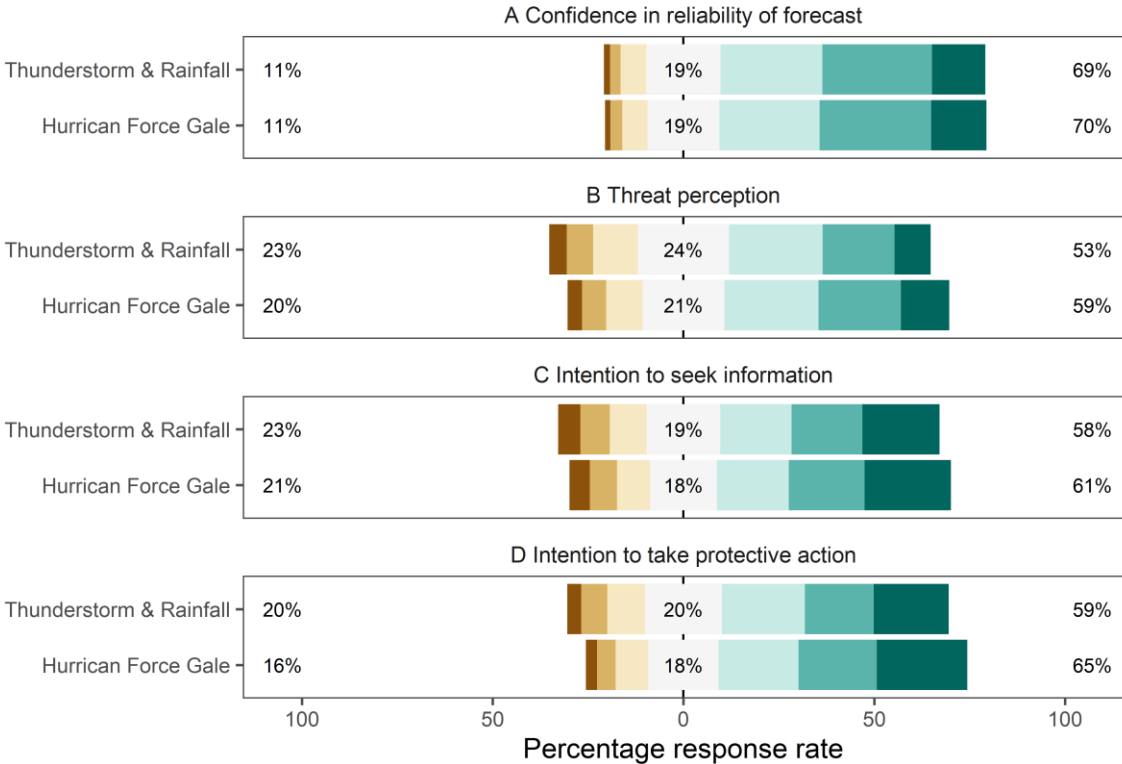 A Confidence in reliability of forecast
Thunderstorm & Rainfall 11% 19% 69%
Hurrican Force Gale 11% 19% 70%
B Threat perception
Thunderstorm & Rainfall 23% 24% 53%
Hurrican Force Gale 20% 21% 59%
C Intention to seek information
Thunderstorm & Rainfall 23% 19% 58%
Hurrican Force Gale 21% 18% 61%
D Intention to take protective action
Thunderstorm & Rainfall 20% 20% 59%
Hurrican Force Gale 16% 18% 65%
100 50 0 50 100
Percentage response rate